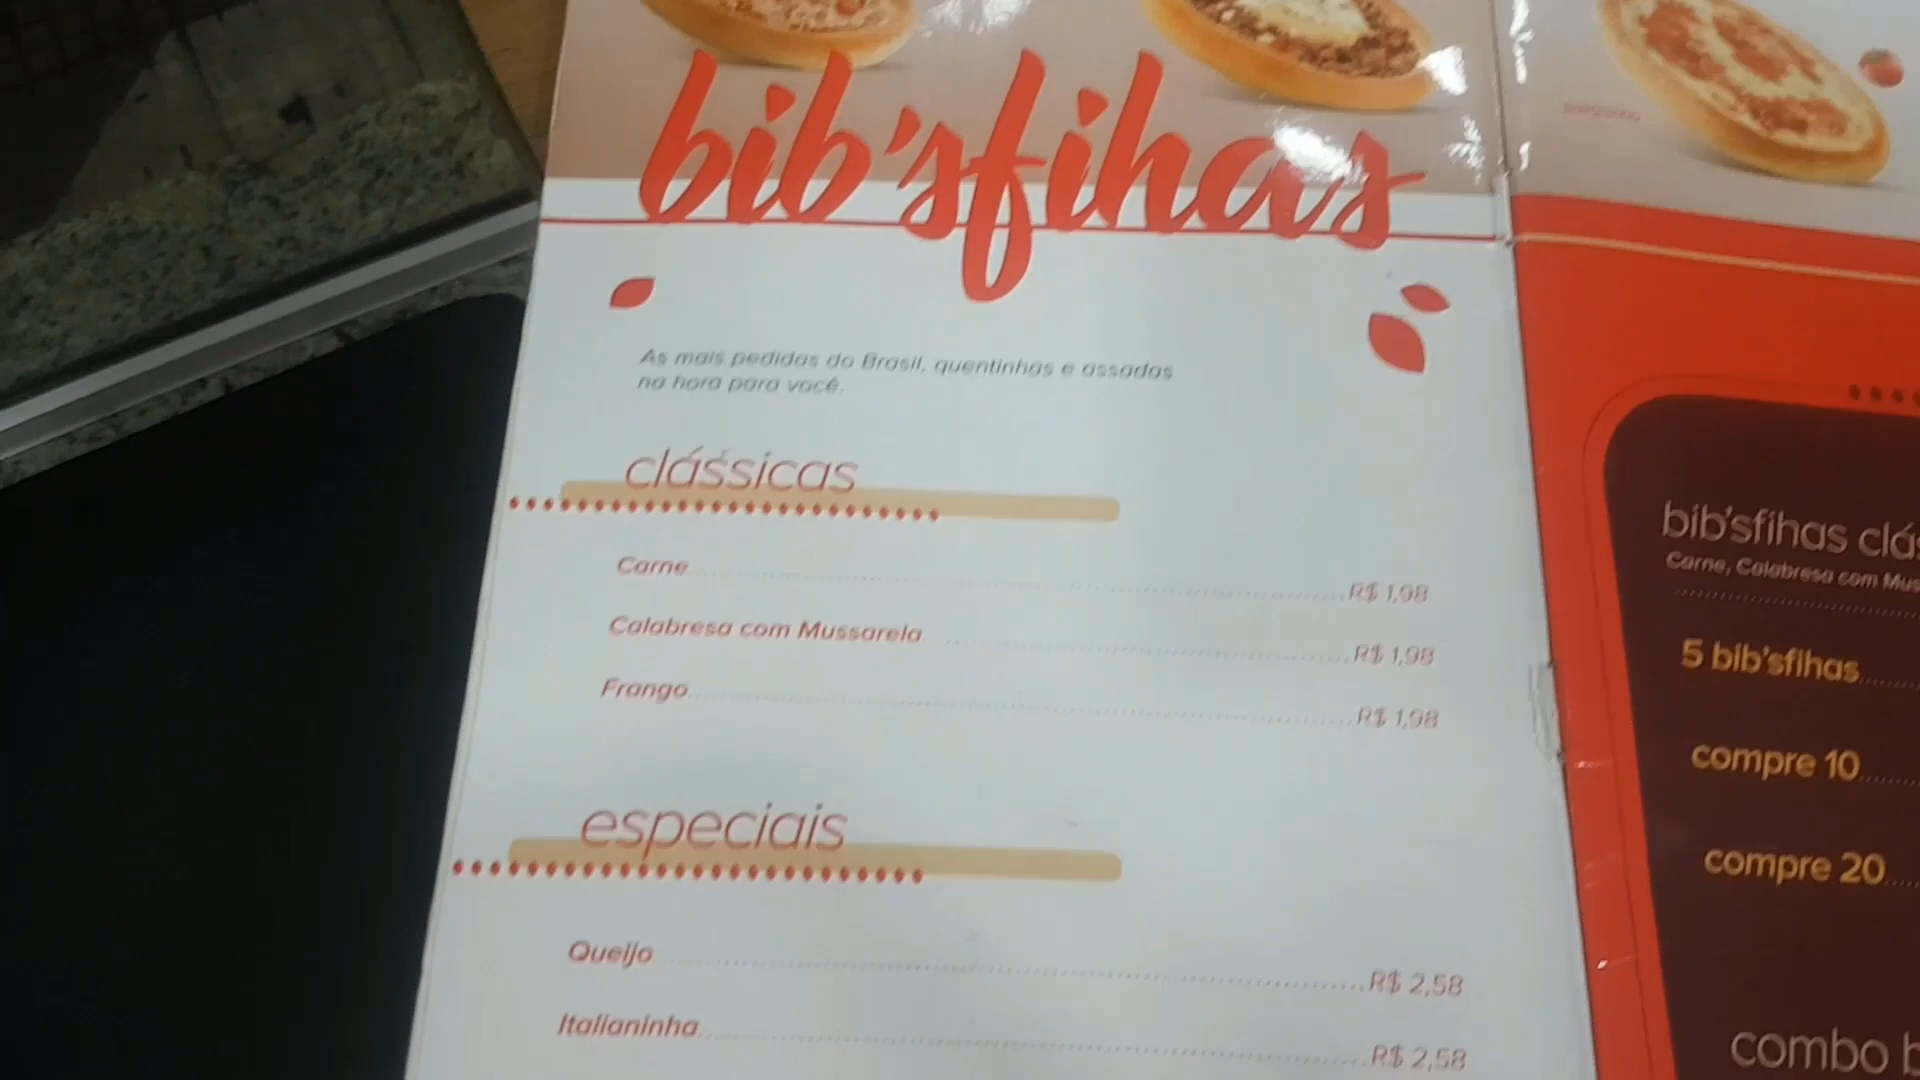 bib'sfihas
As mais pedidas do Brasil, quentinhas e assadas
na hora para você.
clássicas
Carne R$ 1,98
Calabresa com Mussarela R$ 1,98
Frango R$ 1,98
especiais
Queijo R$ 2,58
Italianinha R$ 2,58
bib'sfihas clás
Carne, Calabresa com Mus
5 bib'sfihas
compre 10
compre 20
combo b